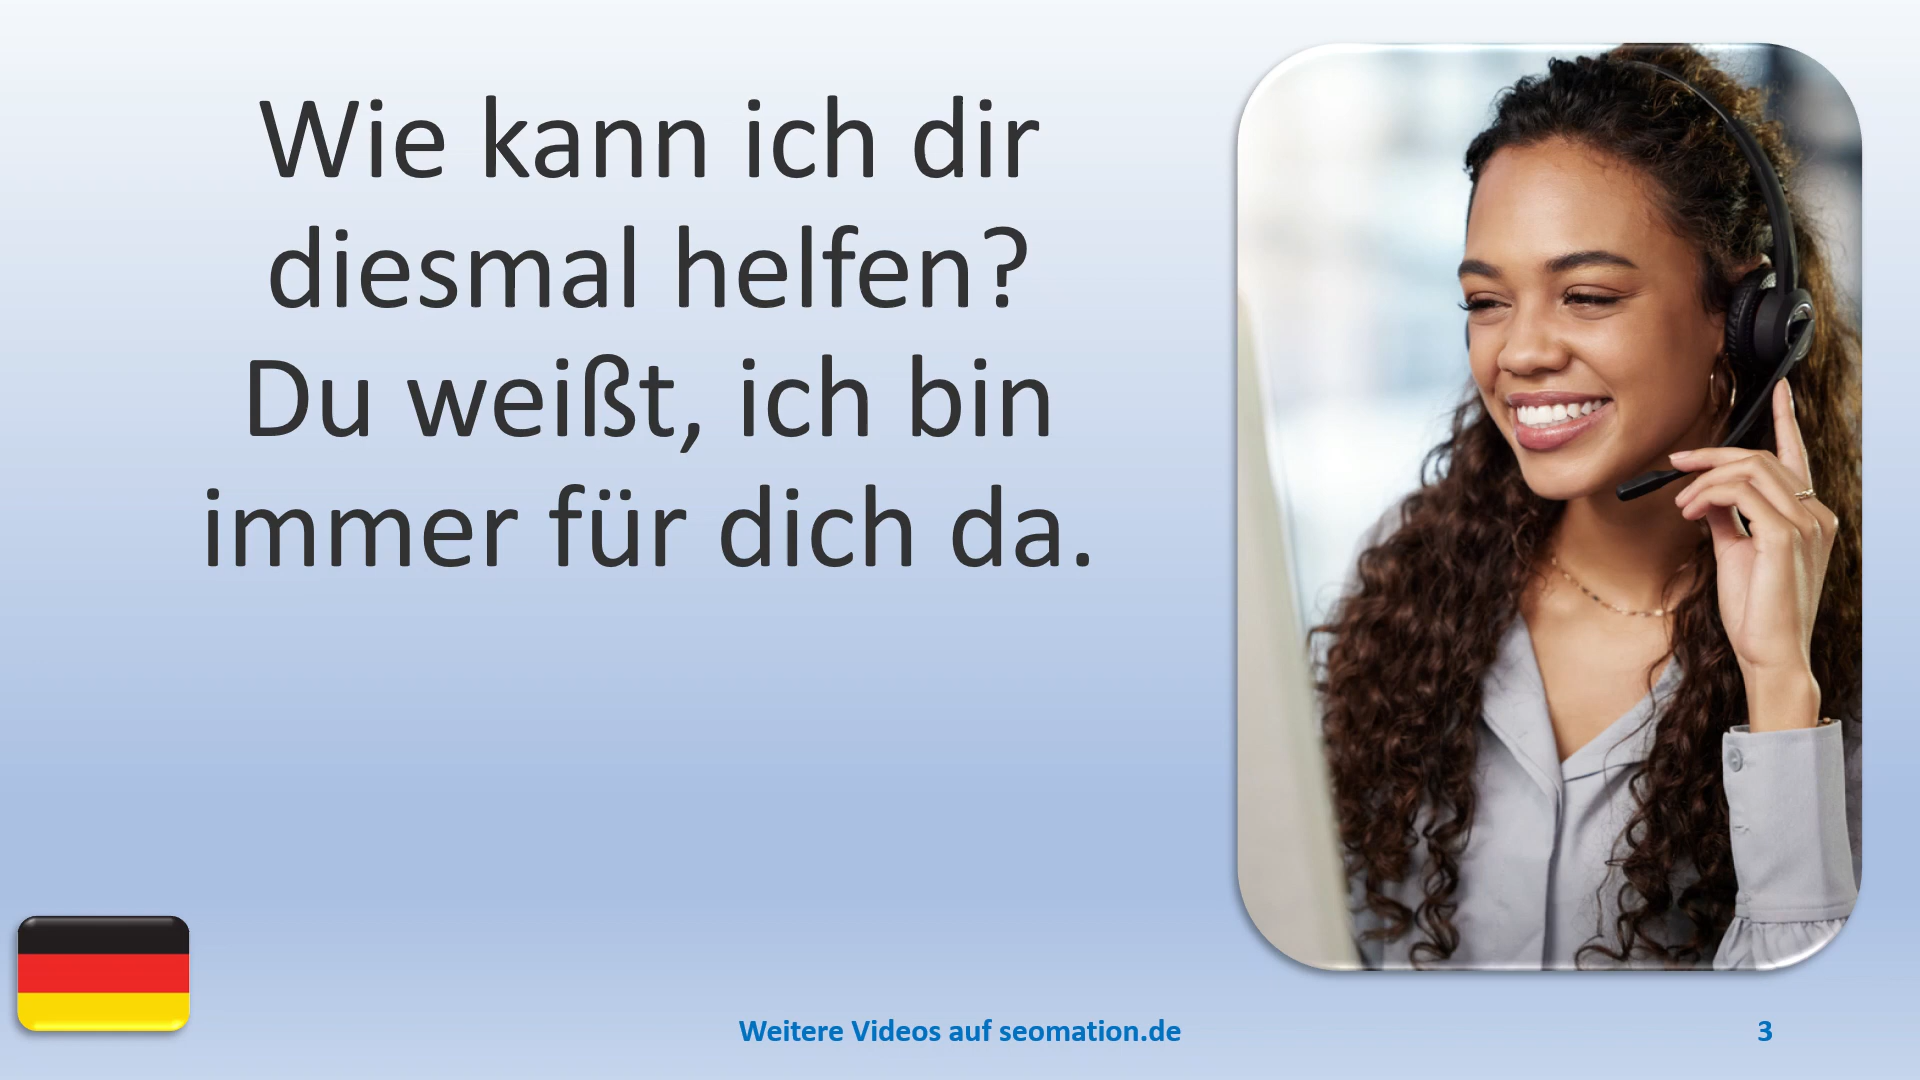 Wie kann ich dir
diesmal helfen?
Du weißt, ich bin
immer für dich da.
Weitere Videos auf seomation.de
3